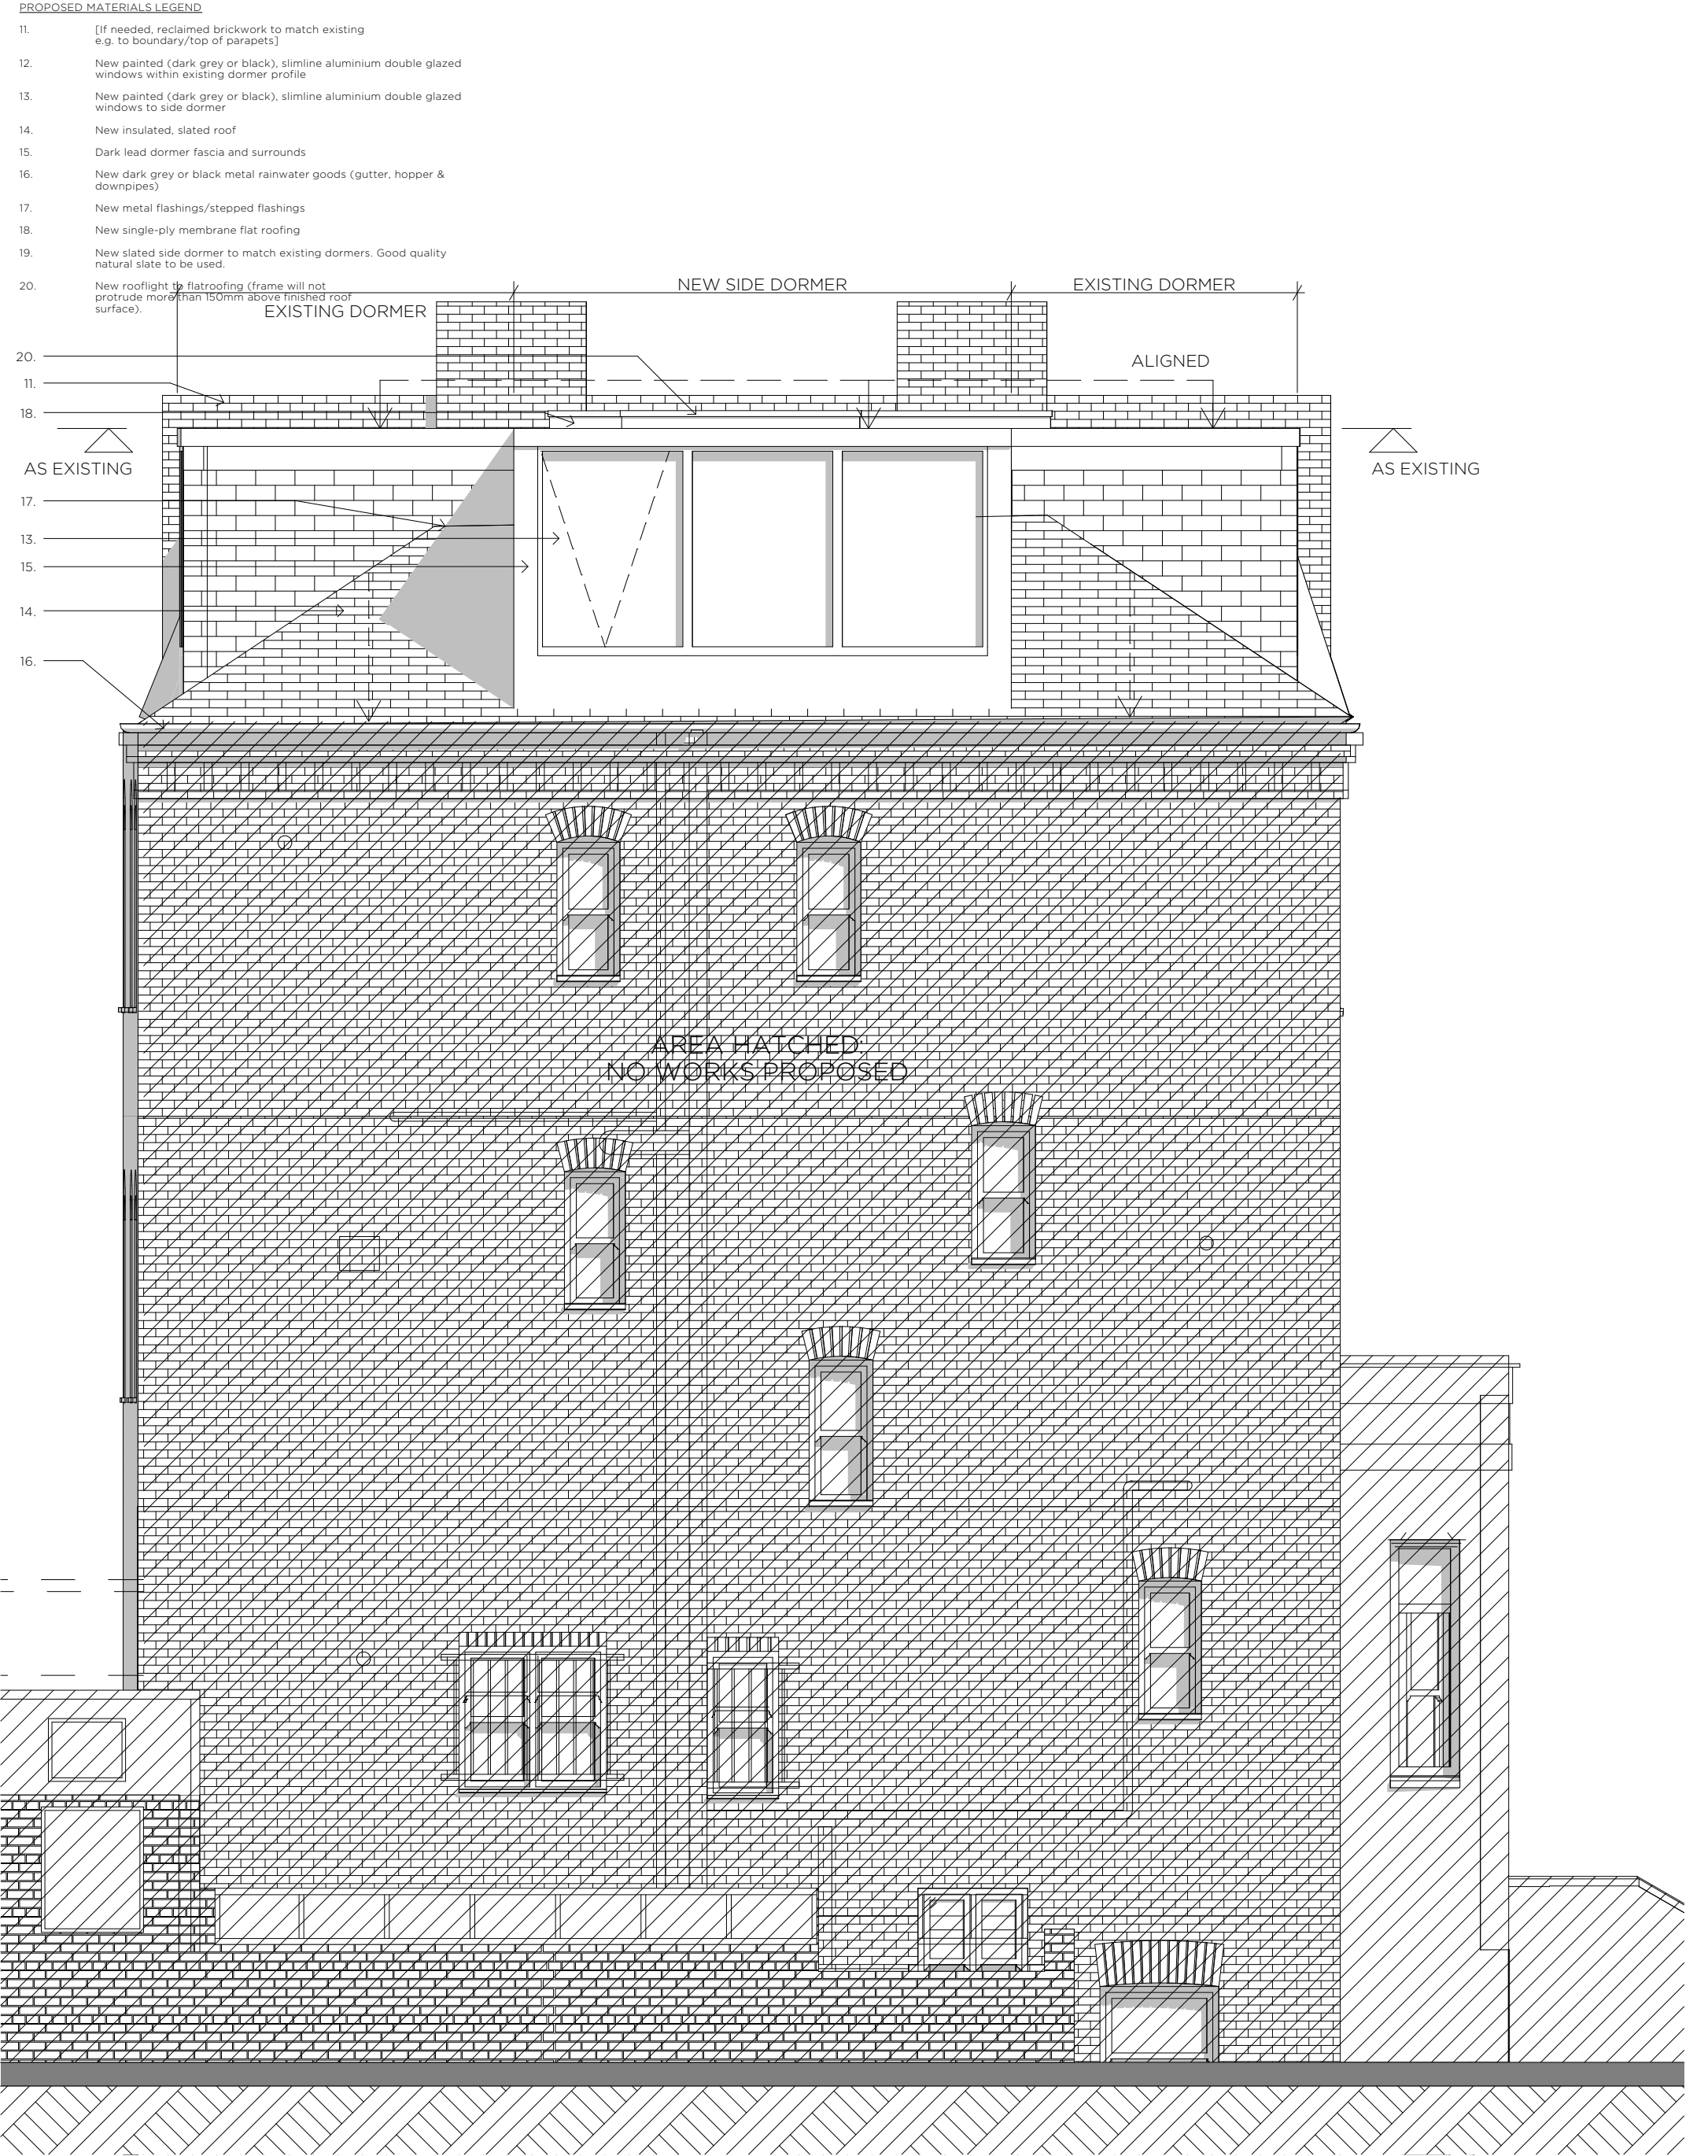 PROPOSED MATERIALS LEGEND
11. [If needed, reclaimed brickwork to match existing
e.g. to boundary/top of parapets]
12. New painted (dark grey or black), slimline aluminium double glazed
windows within existing dormer profile
13. New painted (dark grey or black), slimline aluminium double glazed
windows to side dormer
14. New insulated, slated roof
15. Dark lead dormer fascia and surrounds
16. New dark grey or black metal rainwater goods (gutter, hopper &
downpipes)
17. New metal flashings/stepped flashings
18. New single-ply membrane flat roofing
19. New slated side dormer to match existing dormers. Good quality
natural slate to be used.
20. New rooflight to flatroofing (frame will not
protrude more than 150mm above finished roof
surface).
NEW SIDE DORMER
EXISTING DORMER
EXISTING DORMER
20.
ALIGNED
11.
18.
AS EXISTING
AS EXISTING
17.
13.
15.
14.
16.
AREA HATCHED:
NO WORKS PROPOSED